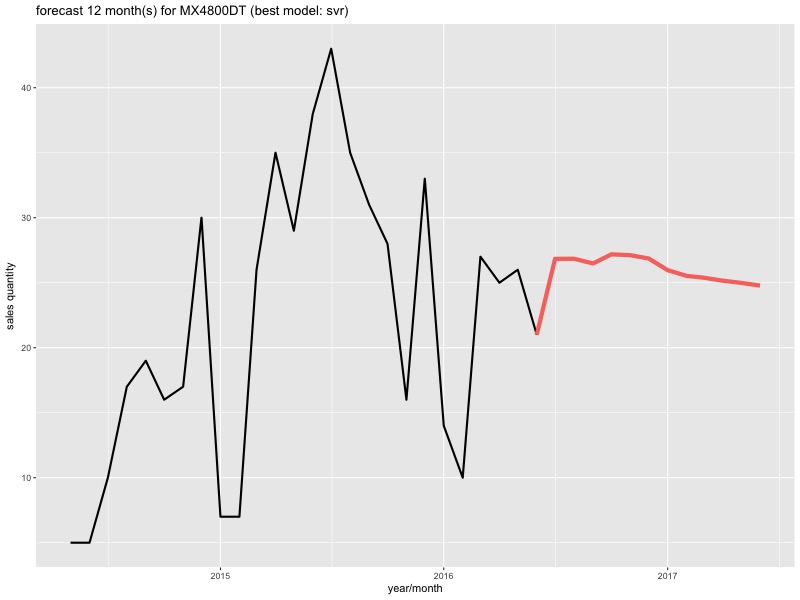 forecast 12 month(s) for MX4800DT (best model: svr)
40
30
20
10
sales quantity
2015 2016 2017
year/month